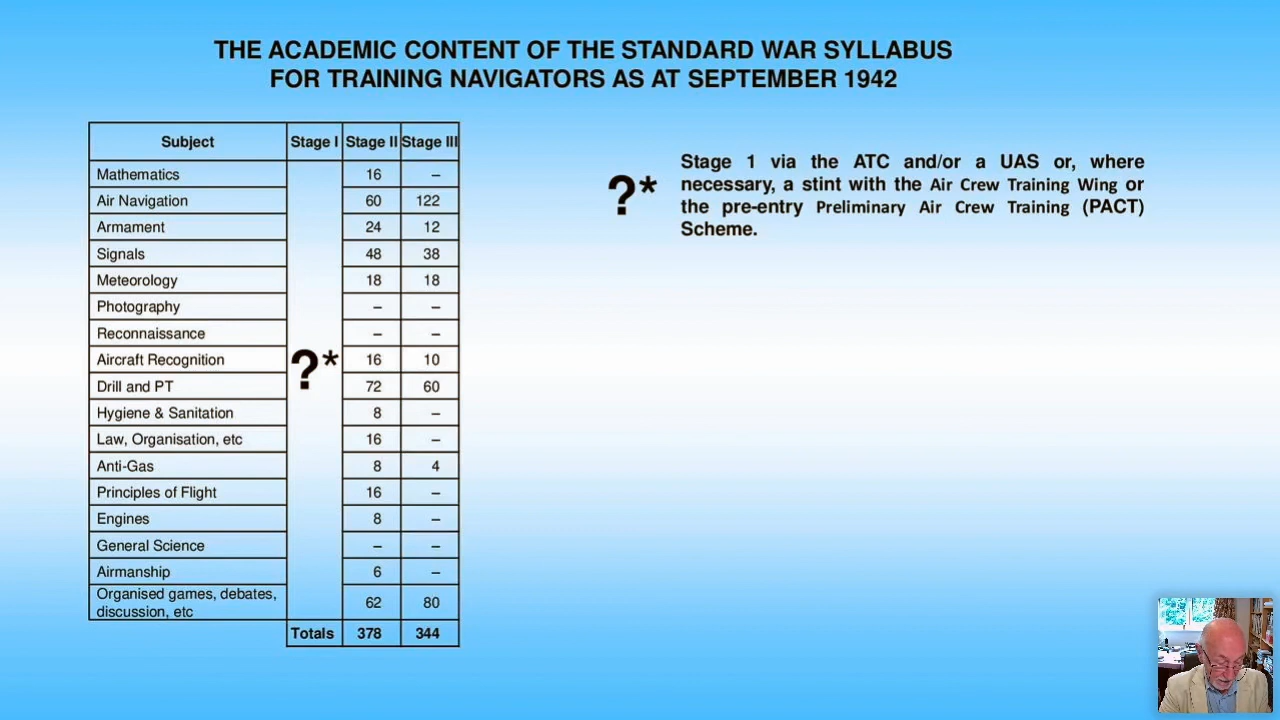 THE ACADEMIC CONTENT OF THE STANDARD WAR SYLLABUS
FOR TRAINING NAVIGATORS AS AT SEPTEMBER 1942
Subject Stage I Stage II Stage III
Mathematics 16 –
Air Navigation 60 122
Armament 24 12
Signals 48 38
Meteorology 18 18
Photography – –
Reconnaissance – –
Aircraft Recognition 16 10
?*
Drill and PT 72 60
Hygiene & Sanitation 8 –
Law, Organisation, etc 16 –
Anti-Gas 8 4
Principles of Flight 16 –
Engines 8 –
General Science – –
Airmanship 6 –
Organised games, debates,
discussion, etc 62 80
Totals 378 344
?*
Stage 1 via the ATC and/or a UAS or, where
necessary, a stint with the Air Crew Training Wing or
the pre-entry Preliminary Air Crew Training (PACT)
Scheme.